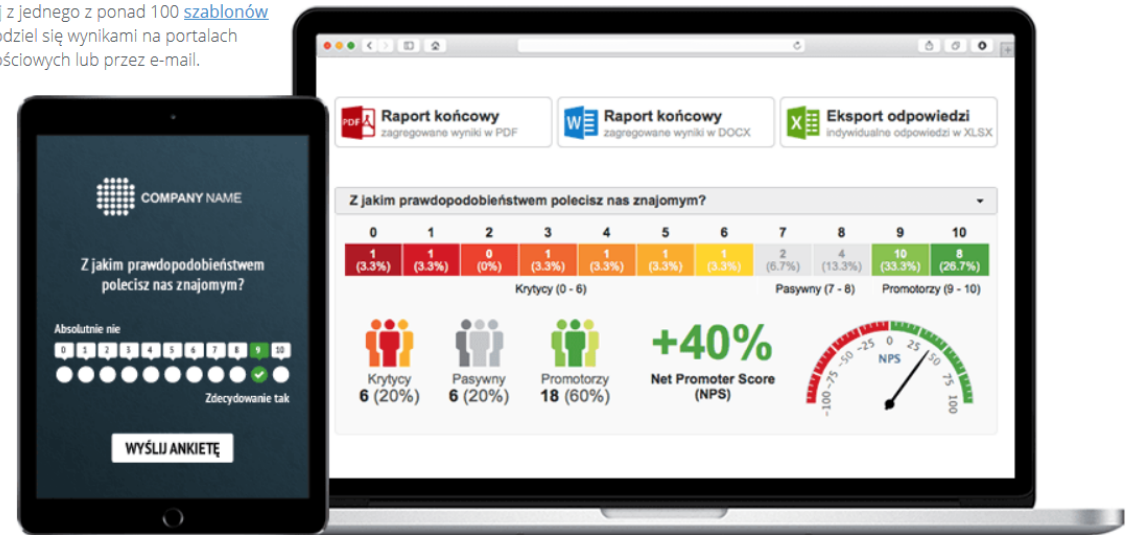 j z jednego z ponad 100 szablonów
odziel się wynikami na portalach
ościowych lub przez e-mail.
COMPANY NAME
Z jakim prawdopodobieństwem
polecisz nas znajomym?
Absolutnie nie
0 1 2 3 4 5 6 7 8 9 10
Zdecydowanie tak
WYŚLIJ ANKIETĘ
PDF
Raport końcowy
zagregowane wyniki w PDF
W
Raport końcowy
zagregowane wyniki w DOCX
X
Eksport odpowiedzi
indywidualne odpowiedzi w XLSX
Z jakim prawdopodobieństwem polecisz nas znajomym?
0 1 2 3 4 5 6 7 8 9 10
1 1 0 1 1 1 1 2 4 10 8
(3.3%) (3.3%) (0%) (3.3%) (3.3%) (3.3%) (3.3%) (6.7%) (13.3%) (33.3%) (26.7%)
Krytycy (0 - 6) Pasywny (7 - 8) Promotorzy (9 - 10)
Krytycy
6 (20%)
Pasywny
6 (20%)
Promotorzy
18 (60%)
+40%
Net Promoter Score
(NPS)
-100 -75 -50 -25 0 25 50 75 100
NPS